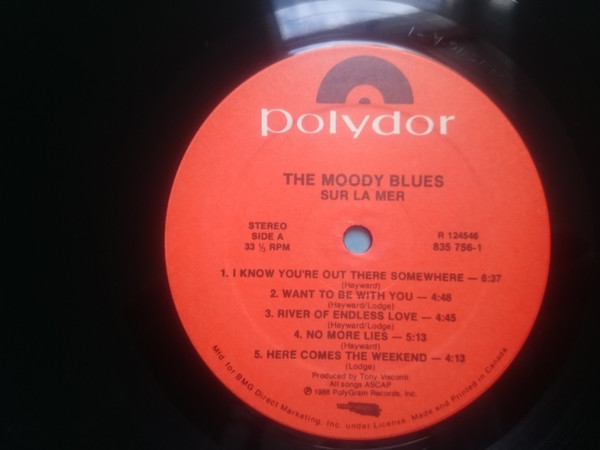 polydor
THE MOODY BLUES
SUR LA MER
STEREO
SIDE A
33 ⅓ RPM
R 124546
835 756-1
1. I KNOW YOU'RE OUT THERE SOMEWHERE — 6:37
(Hayward)
2. WANT TO BE WITH YOU — 4:48
(Hayward/Lodge)
3. RIVER OF ENDLESS LOVE — 4:45
(Hayward/Lodge)
4. NO MORE LIES — 5:13
(Hayward)
5. HERE COMES THE WEEKEND — 4:13
(Lodge)
Produced by Tony Visconti
All songs ASCAP
℗ 1988 PolyGram Records, Inc.
Mfd. for BMG Direct Marketing, Inc. under License. Made and Printed in Canada.